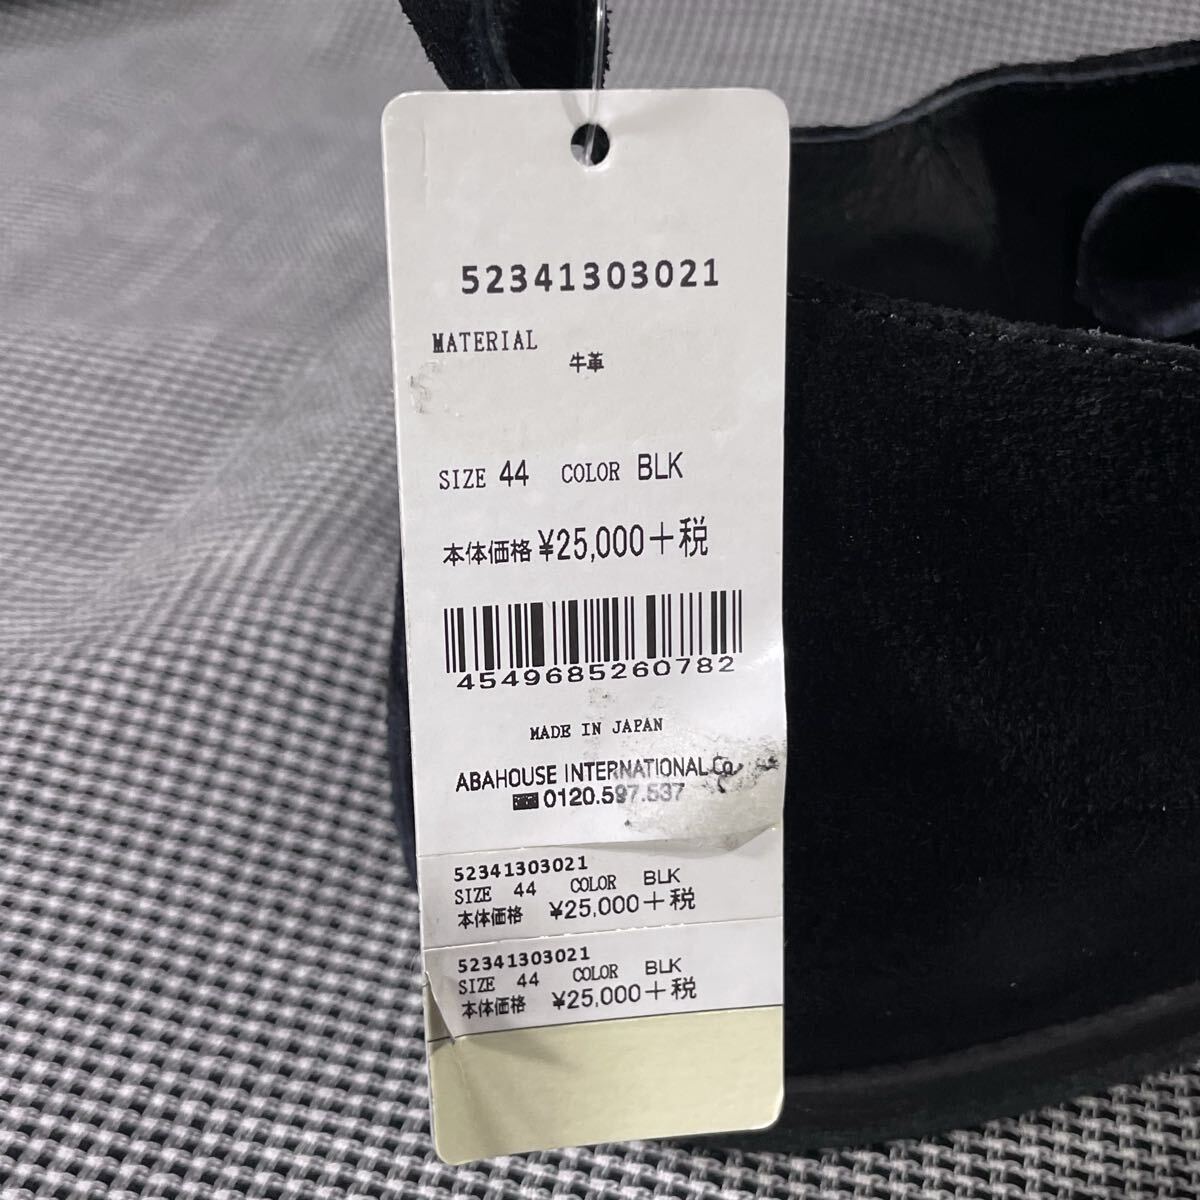 52341303021
MATERIAL
牛革
SIZE 44 COLOR BLK
本体価格 ¥25,000+税
4549685260782
MADE IN JAPAN
ABAHOUSE INTERNATIONAL Co.
0120.597.537
52341303021
SIZE 44 COLOR BLK
本体価格 ¥25,000+税
52341303021
SIZE 44 COLOR BLK
本体価格 ¥25,000+税